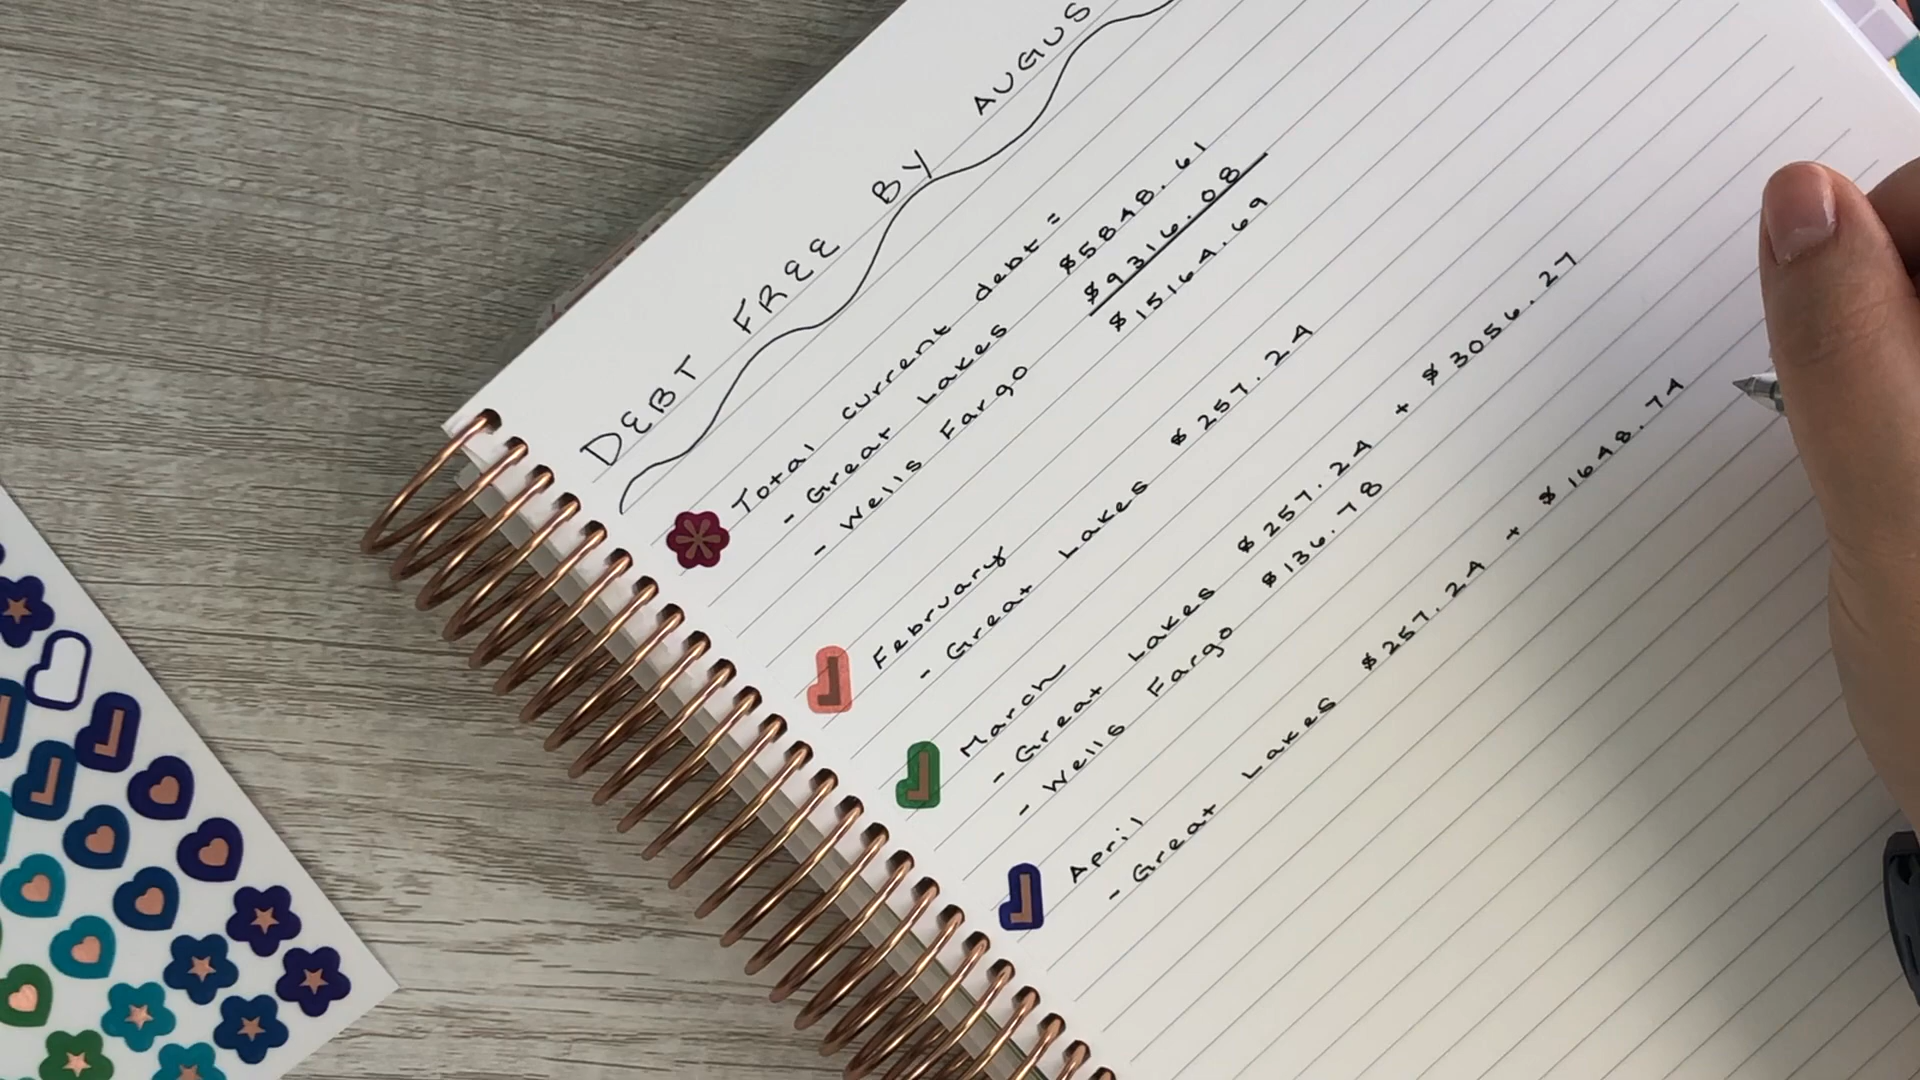 DEBT FREE BY AUGUS
Total current debt =
- Great Lakes $5848.61
- Wells Fargo $9316.08
$15164.69
February
- Great Lakes $257.24
March
- Great Lakes $257.24 + $3056.27
- Wells Fargo $136.78
April
- Great Lakes $257.24 + $1648.74